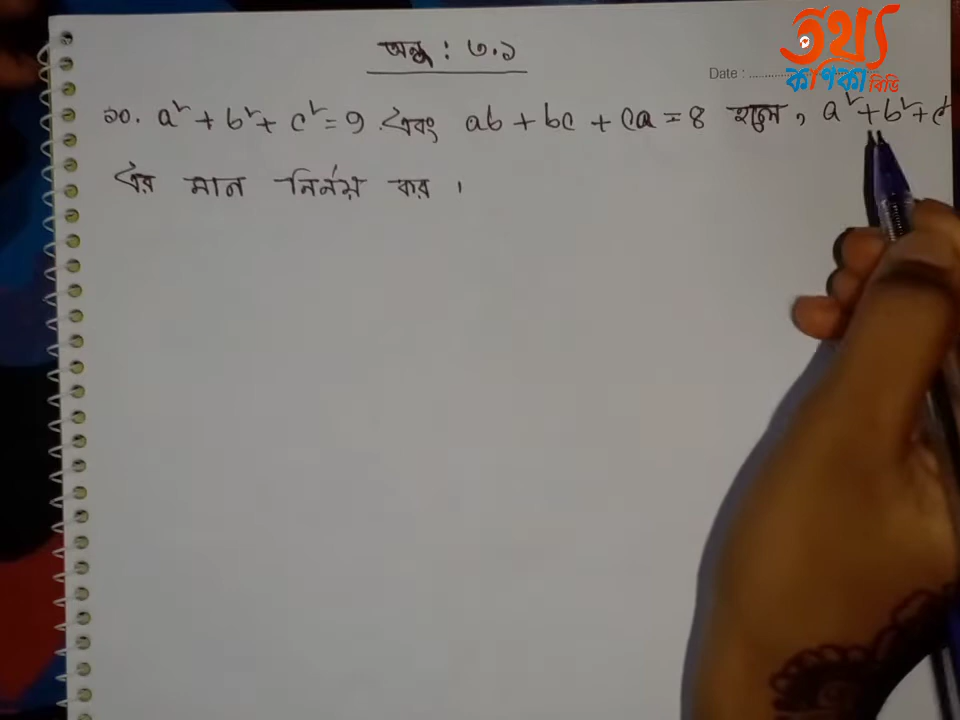 তথ্য
কণিকা বিডি
অনু : ৩.১
Date :
১০. a² + b² + c² = 9 এবং ab + bc + ca = 8 হলে, a² + b² + c²
এর মান নির্নয় কর ।